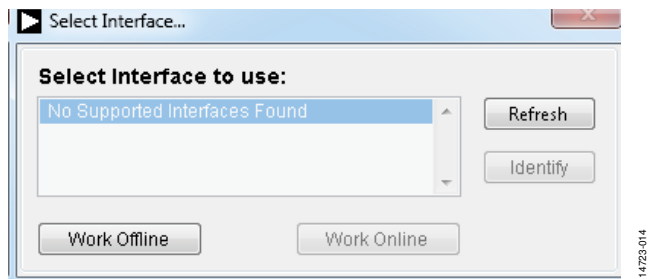 Select Interface...
Select Interface to use:
No Supported Interfaces Found
Refresh
Identify
Work Offline
Work Online
14723-014